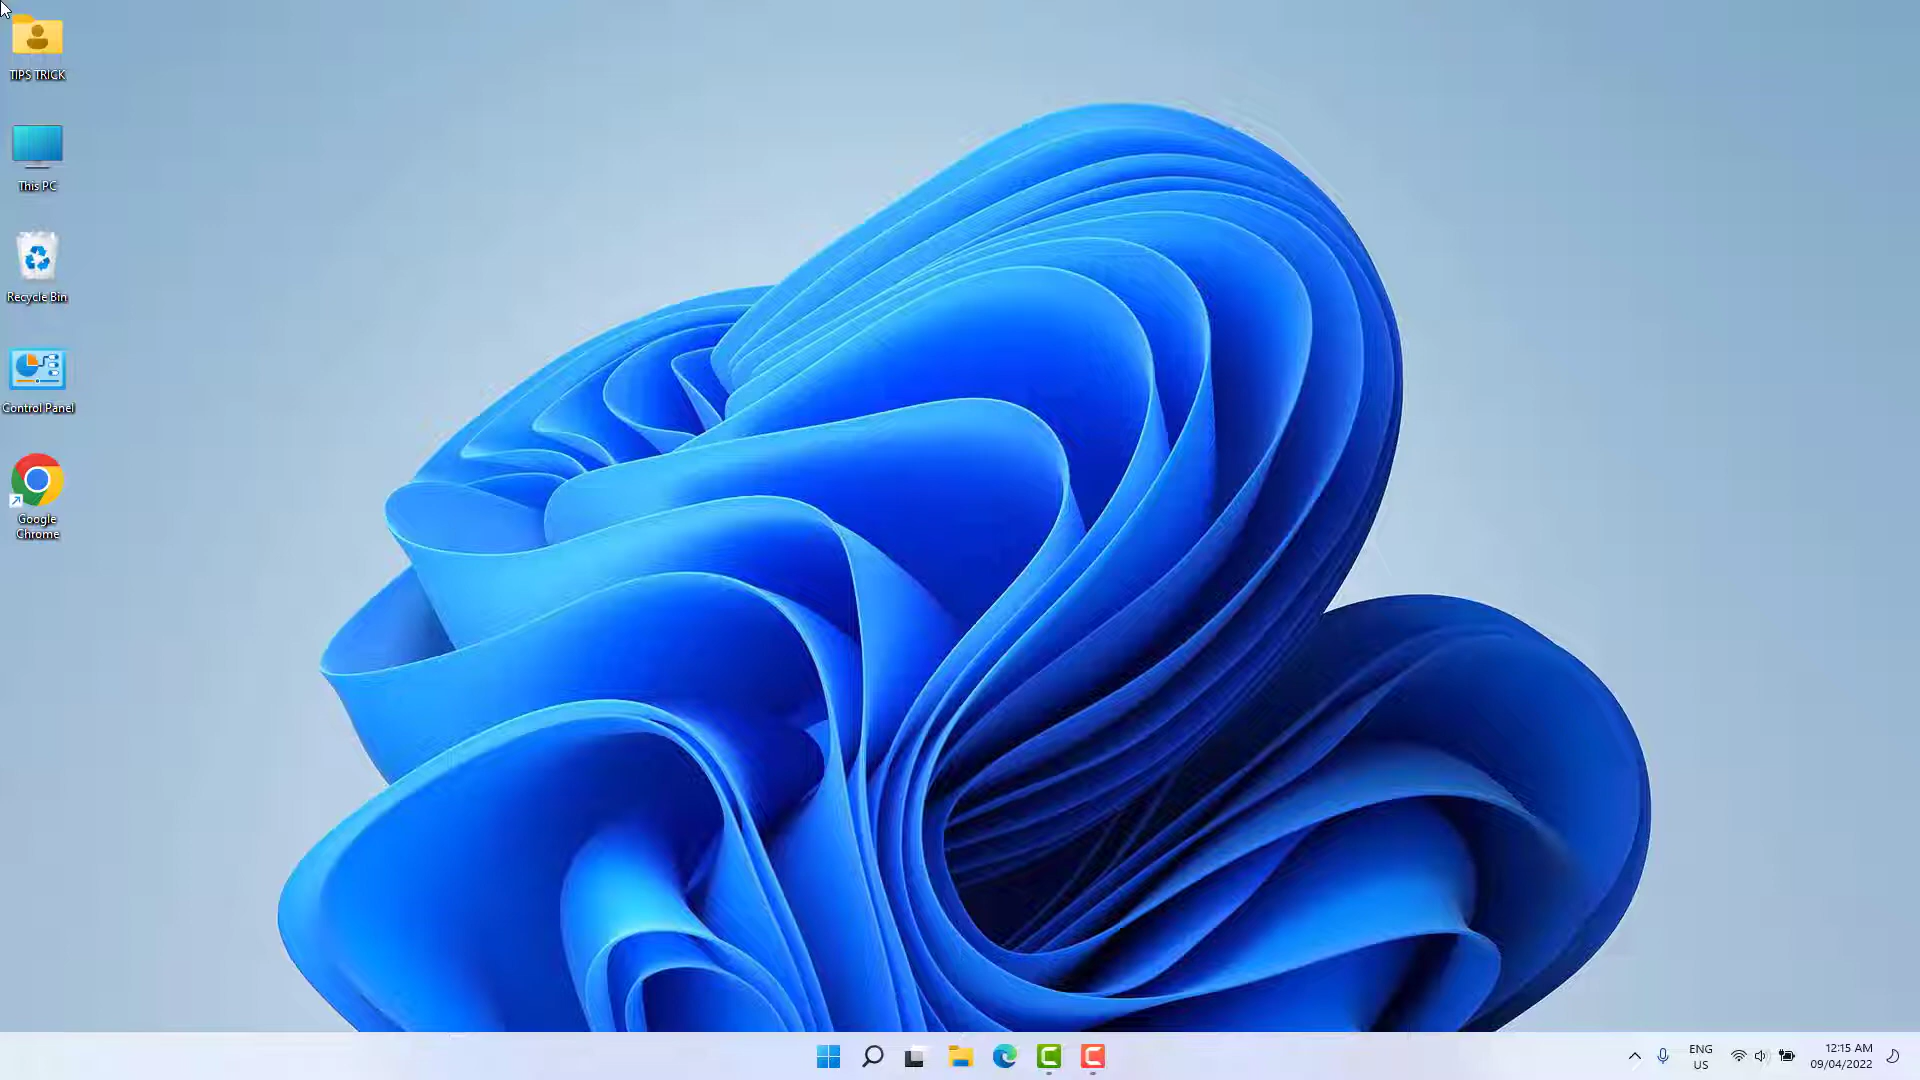 TIPS TRICK
This PC
Recycle Bin
Control Panel
Google
Chrome
ENG
US
12:15 AM
09/04/2022